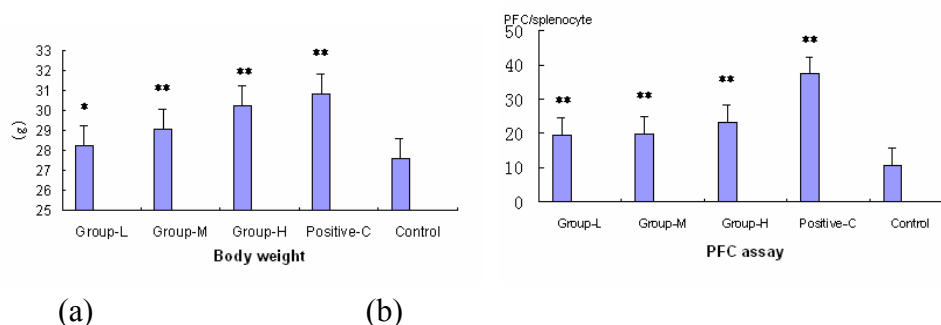 33
32
31
30
29
28
27
26
25
(g)
*
**
**
**
Group-L Group-M Group-H Positive-C Control
Body weight
(a)
PFC/splenocyte
50
40
30
20
10
0
**
**
**
**
Group-L Group-M Group-H Positive-C Control
PFC assay
(b)